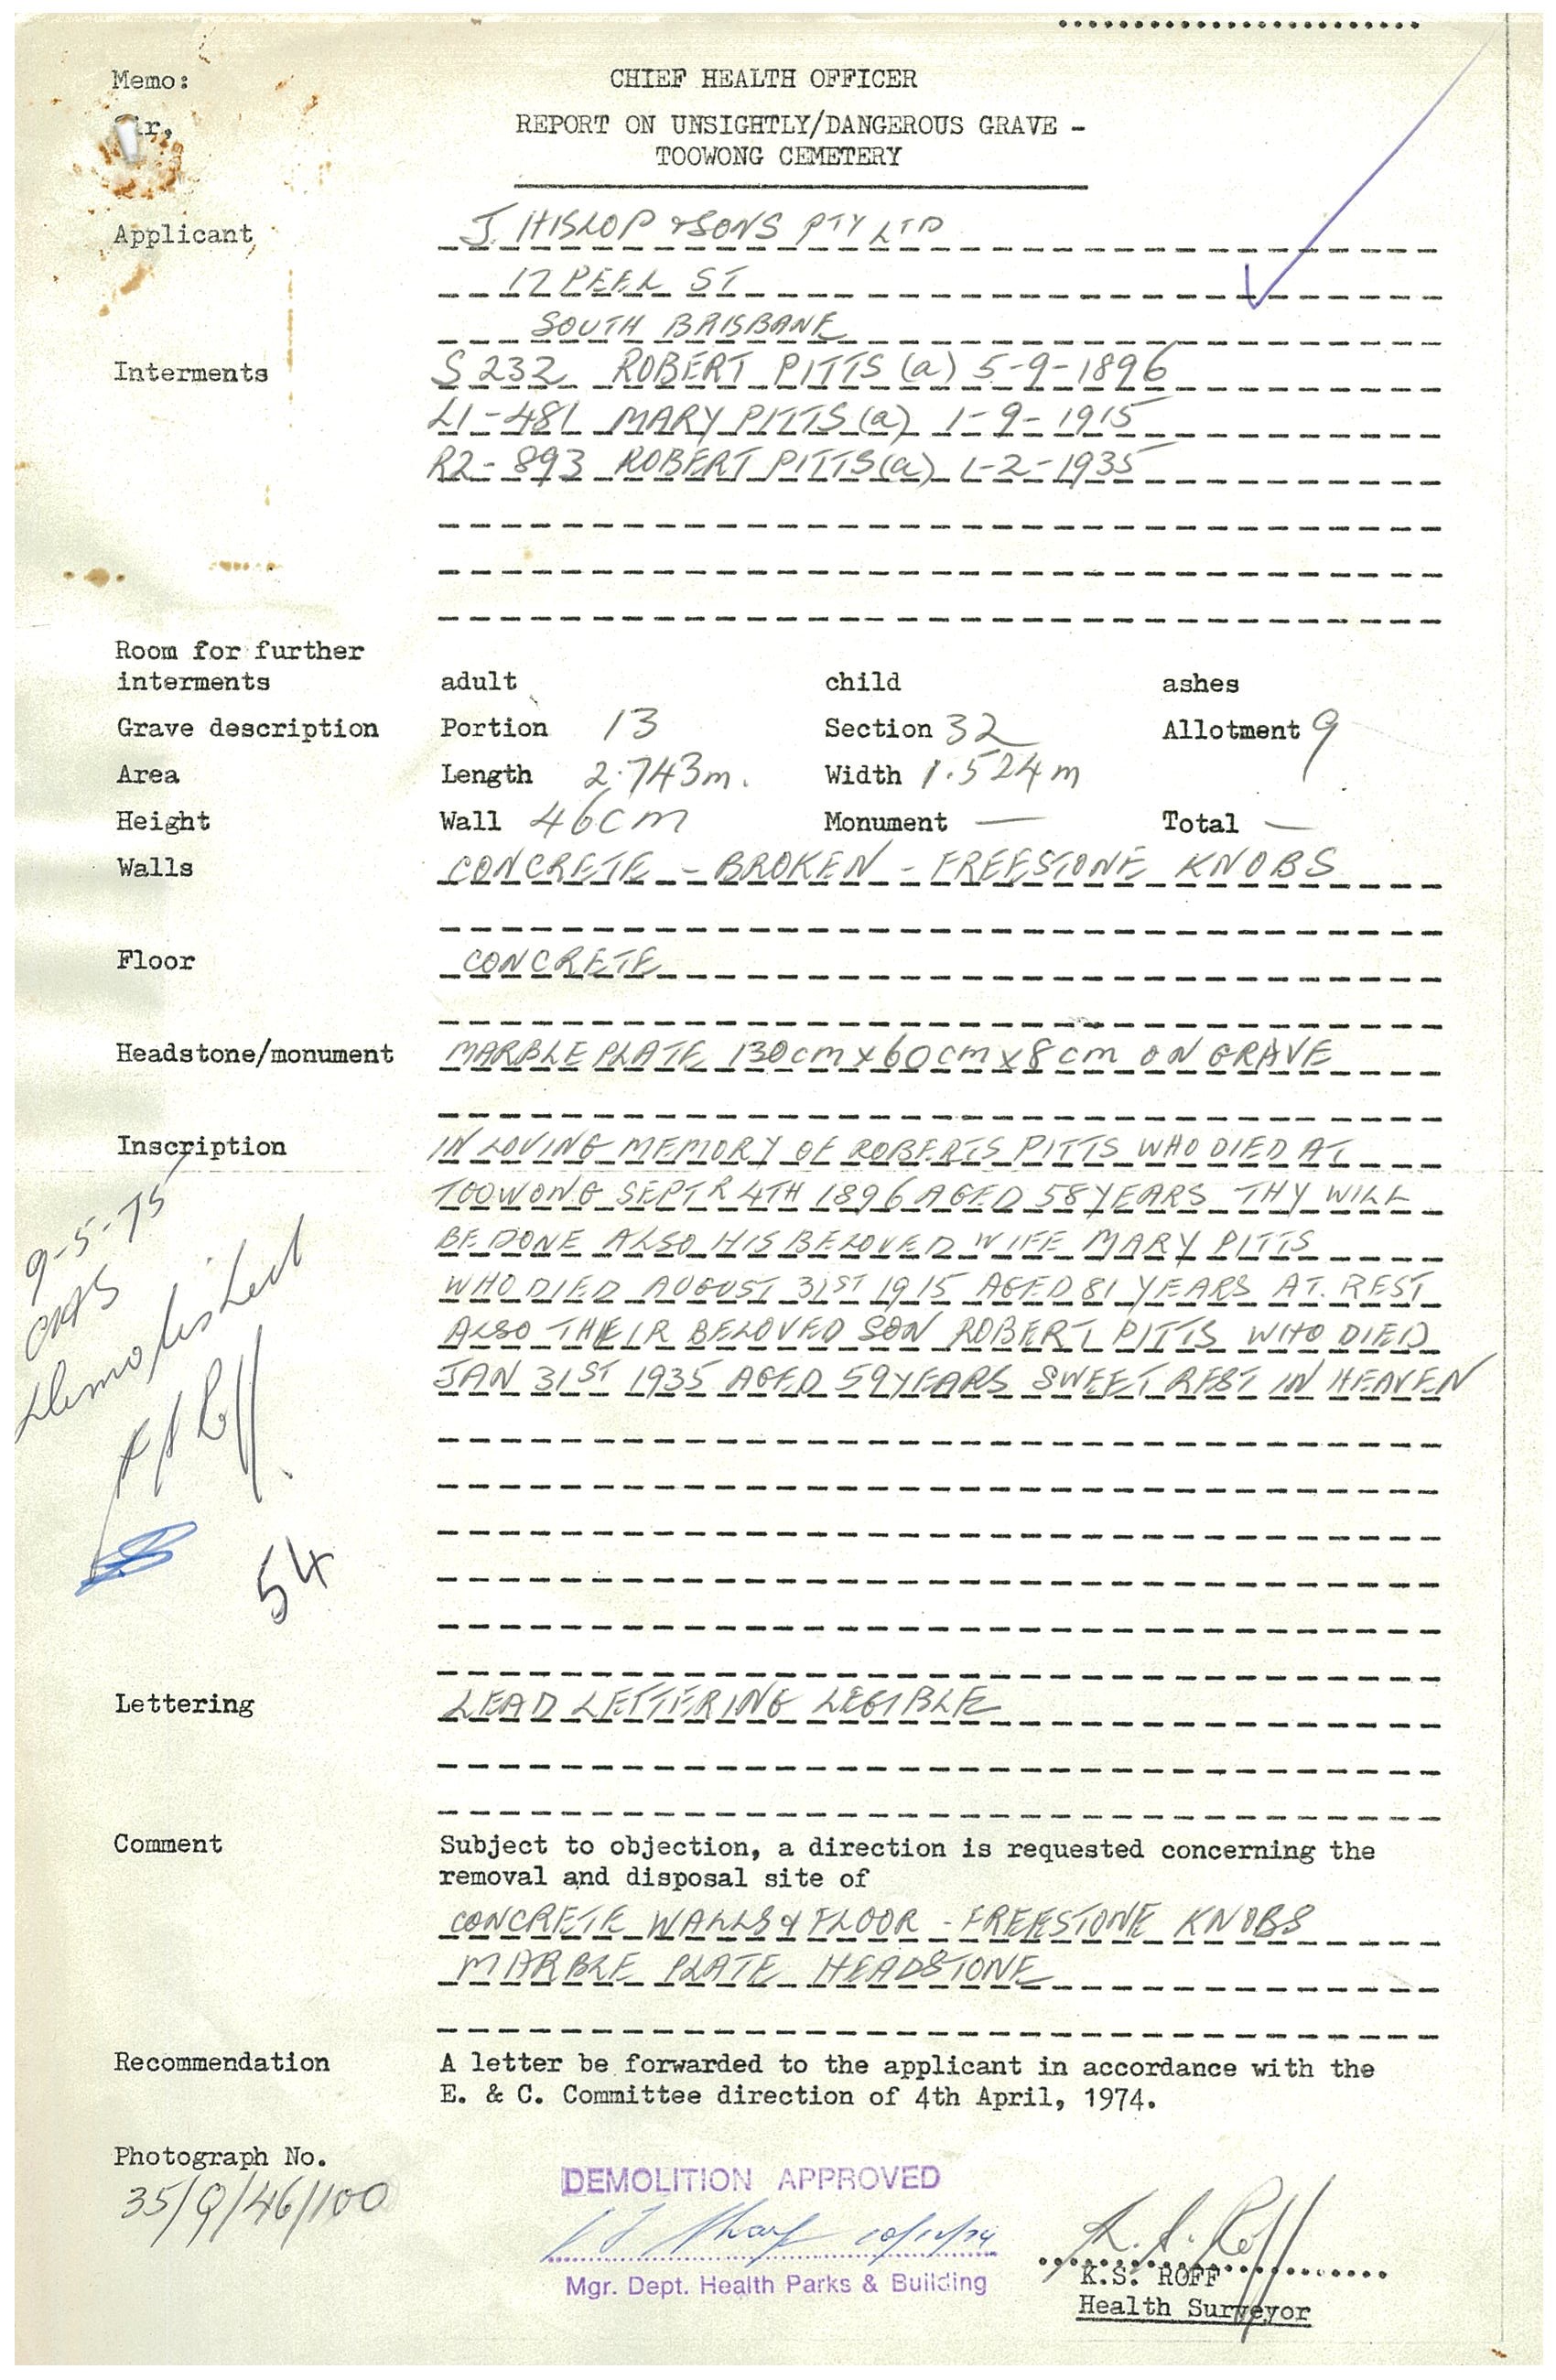 Memo:
CHIEF HEALTH OFFICER
Sir,
REPORT ON UNSIGHTLY/DANGEROUS GRAVE -
TOOWONG CEMETERY
Applicant J. HISLOP & SONS PTY LTD
12 PEEL ST
SOUTH BRISBANE
Interments S 232 ROBERT PITTS (a) 5-9-1896
L1-481 MARY PITTS (a) 1-9-1915
R2-893 ROBERT PITTS (a) 1-2-1935
Room for further
interments adult child ashes
Grave description Portion 13 Section 32 Allotment 9
Area Length 2.743m. Width 1.524m
Height Wall 46cm Monument — Total —
Walls CONCRETE - BROKEN - FREESTONE KNOBS
Floor CONCRETE
Headstone/monument MARBLE PLATE 130cm x 60cm x 8cm ON GRAVE
Inscription IN LOVING MEMORY OF ROBERTS PITTS WHO DIED AT
TOOWONG SEPTR 4TH 1896 AGED 58 YEARS THY WILL
BE DONE ALSO HIS BELOVED WIFE MARY PITTS
WHO DIED AUGUST 31ST 1915 AGED 81 YEARS AT. REST
ALSO THEIR BELOVED SON ROBERT PITTS WHO DIED
JAN 31ST 1935 AGED 59 YEARS SWEET REST IN HEAVEN
9-5-75
Demolished
54
Lettering LEAD LETTERING LEGIBLE
Comment Subject to objection, a direction is requested concerning the
removal and disposal site of
CONCRETE WALLS & FLOOR - FREESTONE KNOBS
MARBLE PLATE HEADSTONE
Recommendation A letter be forwarded to the applicant in accordance with the
E. & C. Committee direction of 4th April, 1974.
Photograph No.
35/Q/46/100
DEMOLITION APPROVED
10/12/74
Mgr. Dept. Health Parks & Building
K.S. Roff
K.S. ROFF
Health Surveyor